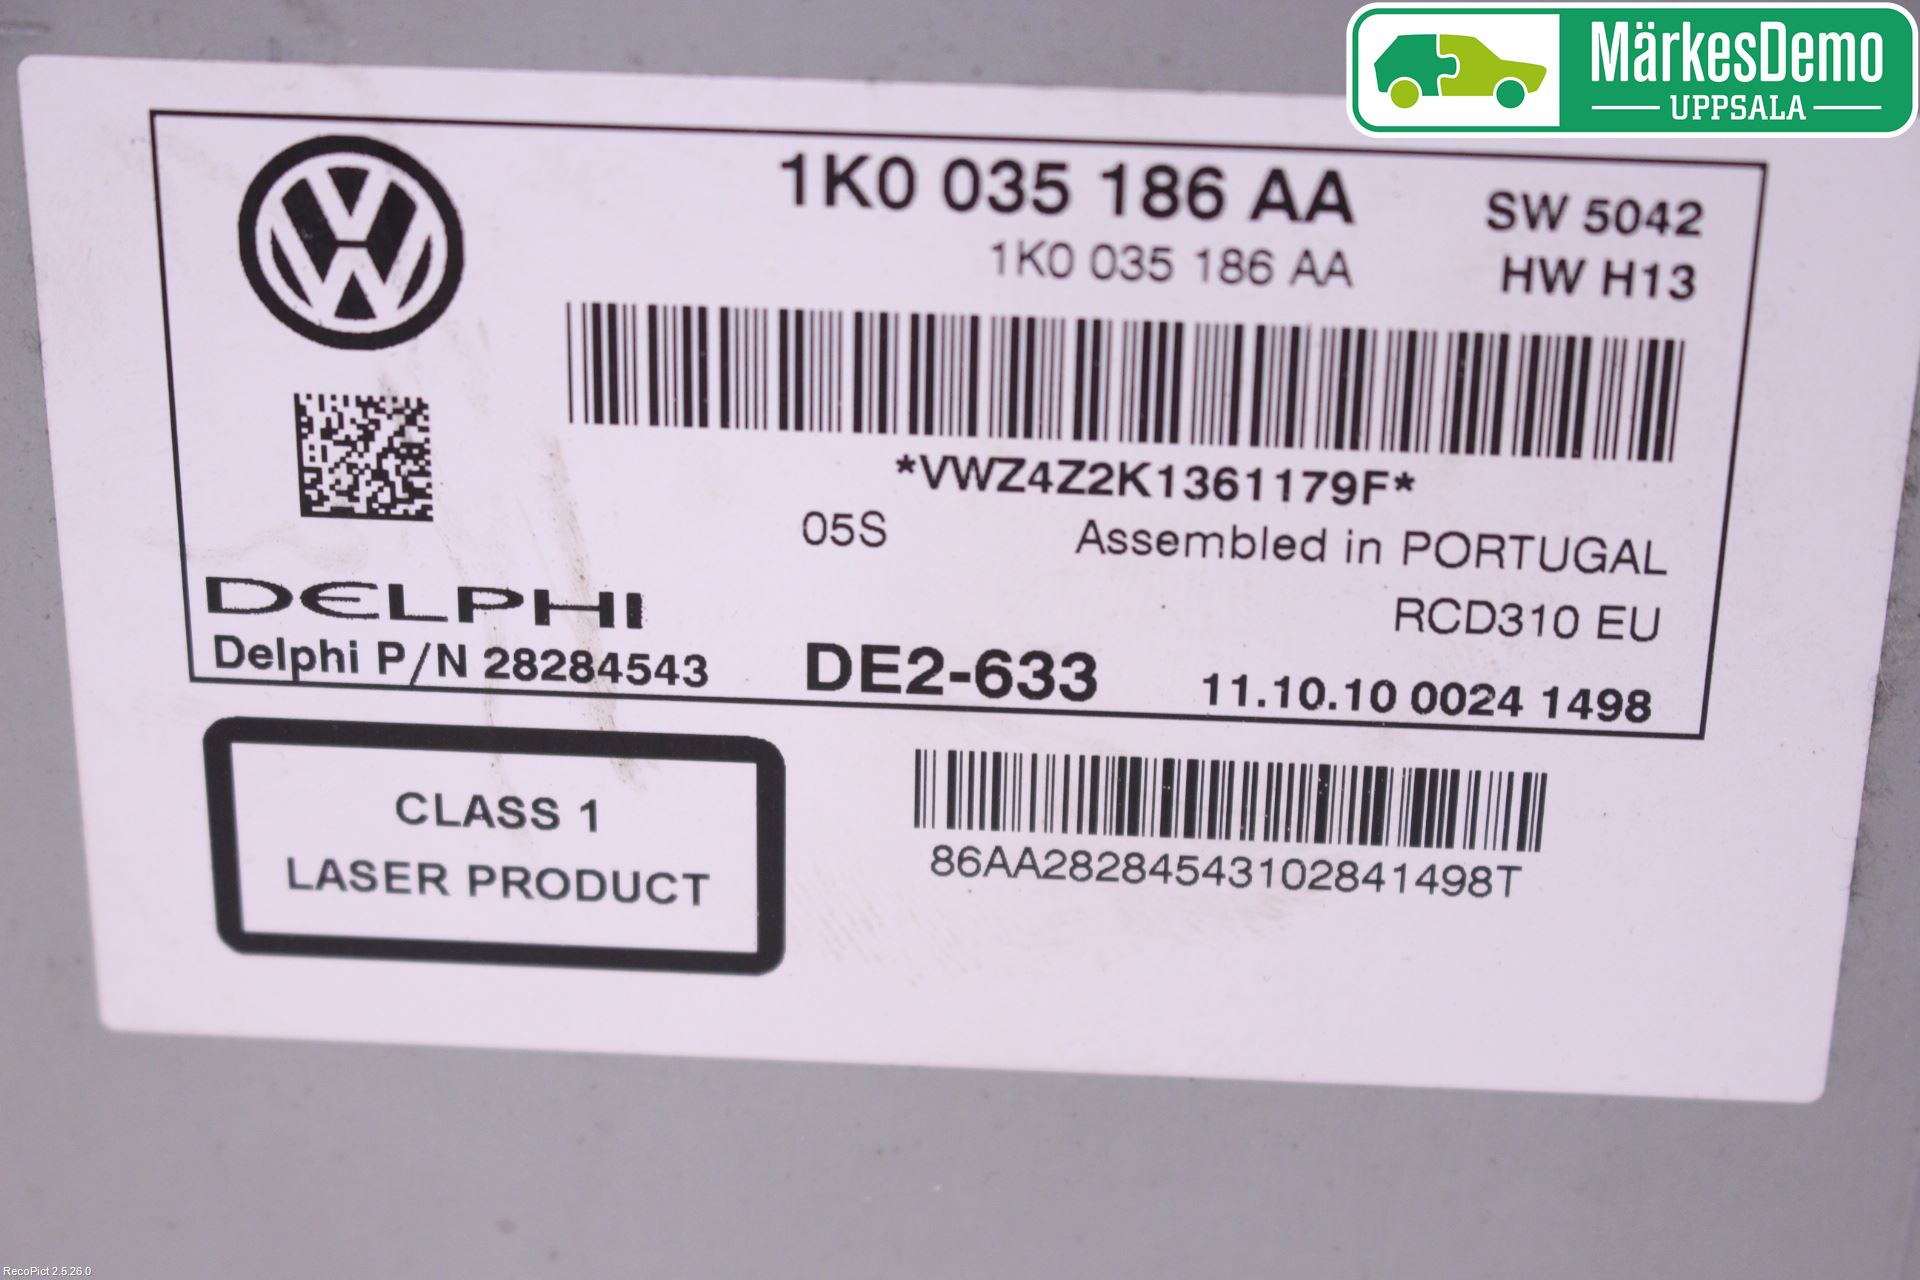 MärkesDemo
UPPSALA
1K0 035 186 AA
SW 5042
1K0 035 186 AA
HW H13
*VWZ4Z2K1361179F*
05S
Assembled in PORTUGAL
RCD310 EU
DELPHI
Delphi P/N 28284543
DE2-633
11.10.10 0024 1498
CLASS 1
LASER PRODUCT
86AA28284543102841498T
RecoPict 2.5.26.0